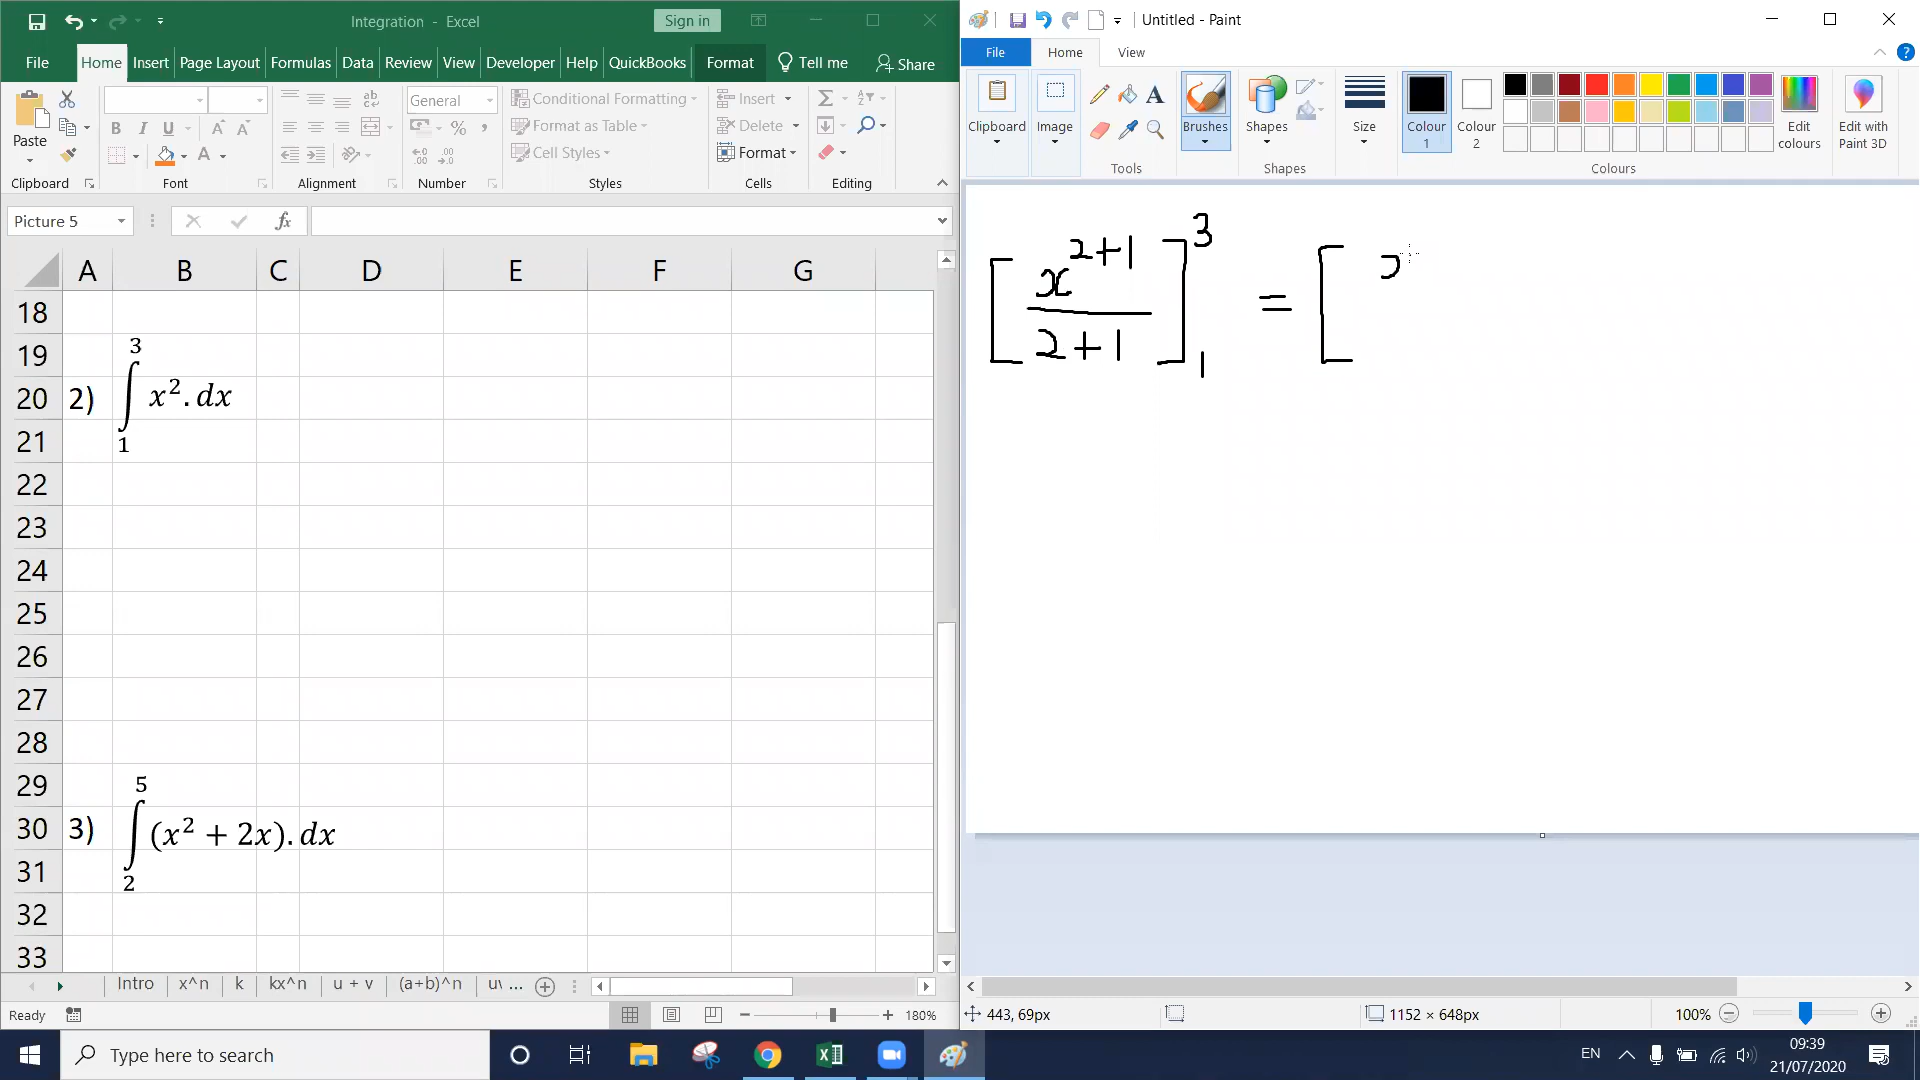 Integration - Excel
Sign in
File Home Insert Page Layout Formulas Data Review View Developer Help QuickBooks Format Tell me Share
Paste
General
Conditional Formatting
Format as Table
Cell Styles
Insert
Delete
Format
Clipboard Font Alignment Number Styles Cells Editing
Picture 5
fx
A B C D E F G
18
19
20
21
22
23
24
25
26
27
28
29
30
31
32
33
2) ∫₁³ x². dx
3) ∫₂⁵ (x² + 2x). dx
Intro x^n k kx^n u + v (a+b)^n ...
Ready
180%
Untitled - Paint
File Home View
Clipboard
Image
Brushes
Shapes
Size
Colour 1
Colour 2
Edit colours
Edit with Paint 3D
Tools Shapes Colours
[x^(2+1) / 2+1]₁³ = [
443, 69px
1152 × 648px
100%
Type here to search
EN
09:39
21/07/2020